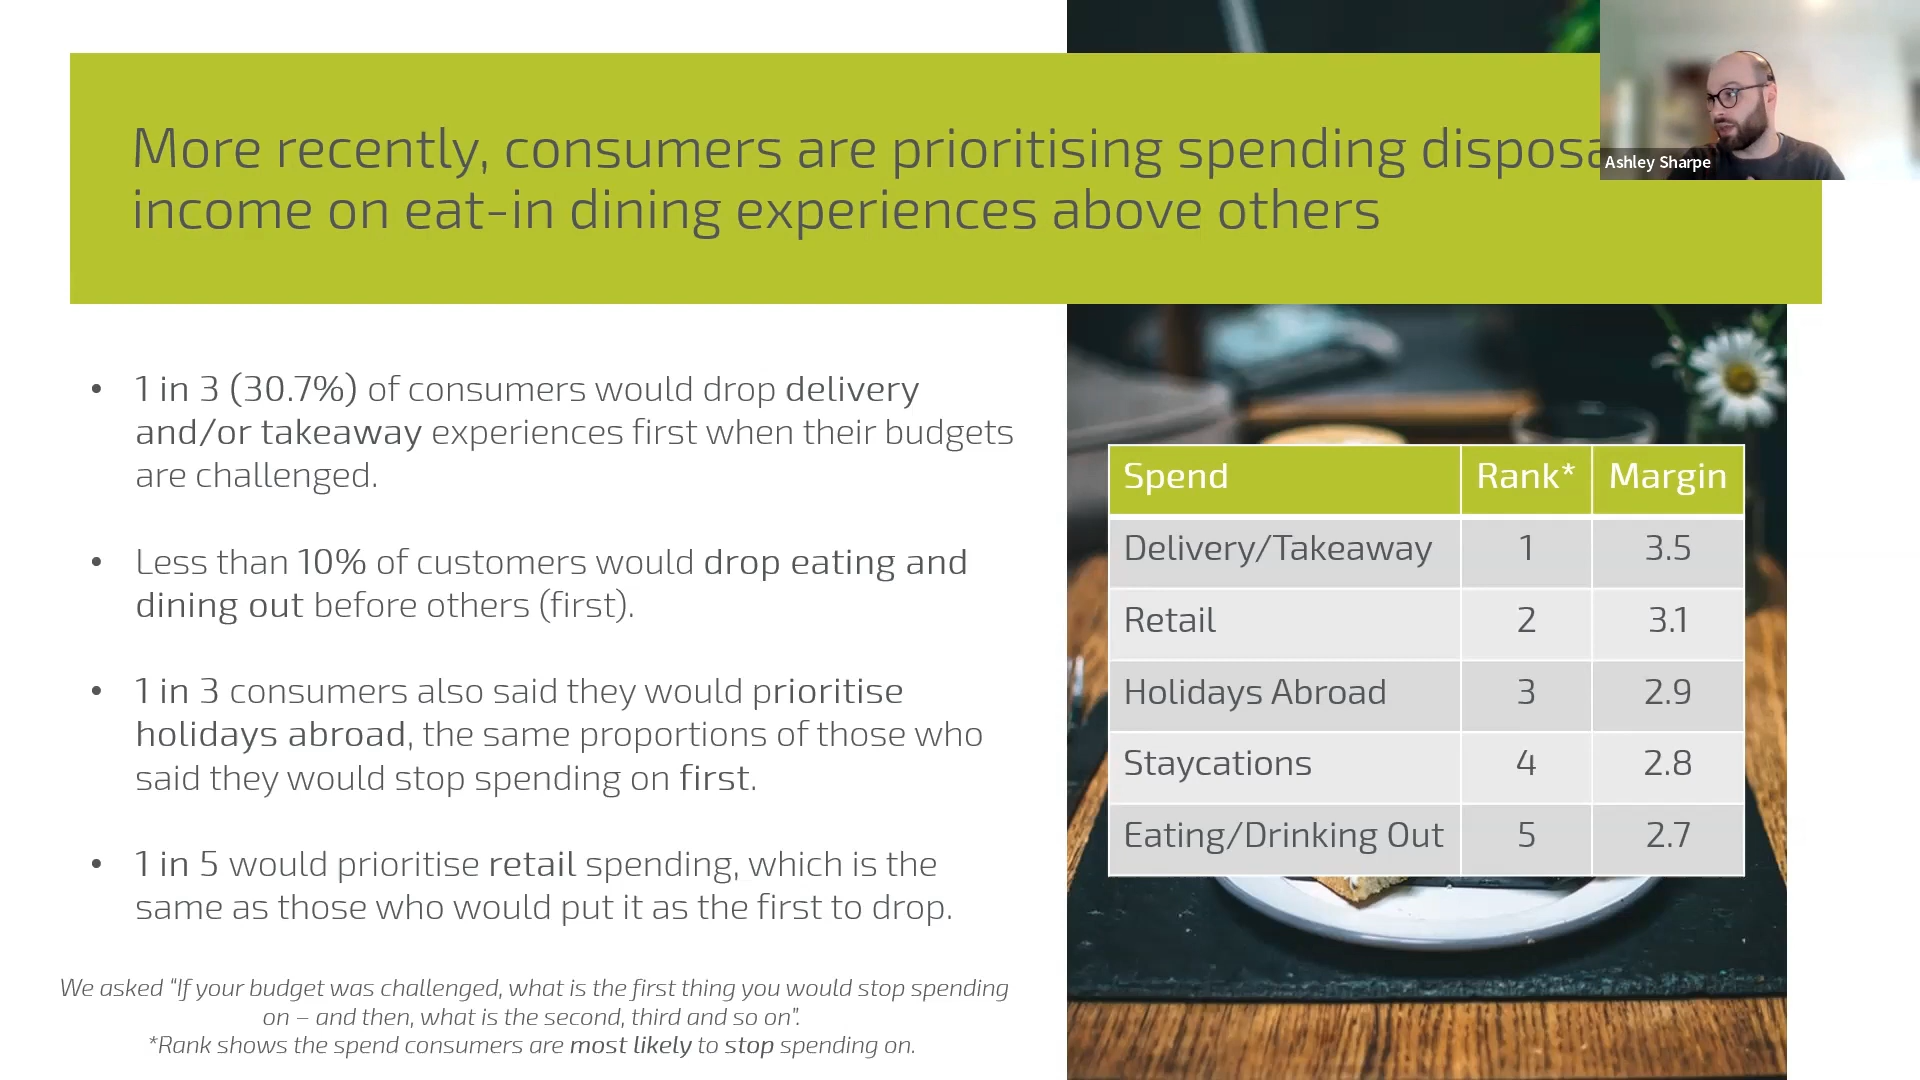 More recently, consumers are prioritising spending
income on eat-in dining experiences above others
Ashley Sharpe
• 1 in 3 (30.7%) of consumers would drop delivery
and/or takeaway experiences first when their budgets
are challenged.
• Less than 10% of customers would drop eating and
dining out before others (first).
• 1 in 3 consumers also said they would prioritise
holidays abroad, the same proportions of those who
said they would stop spending on first.
• 1 in 5 would prioritise retail spending, which is the
same as those who would put it as the first to drop.
We asked “If your budget was challenged, what is the first thing you would stop spending
on – and then, what is the second, third and so on”.
*Rank shows the spend consumers are most likely to stop spending on.
Spend Rank* Margin
Delivery/Takeaway 1 3.5
Retail 2 3.1
Holidays Abroad 3 2.9
Staycations 4 2.8
Eating/Drinking Out 5 2.7